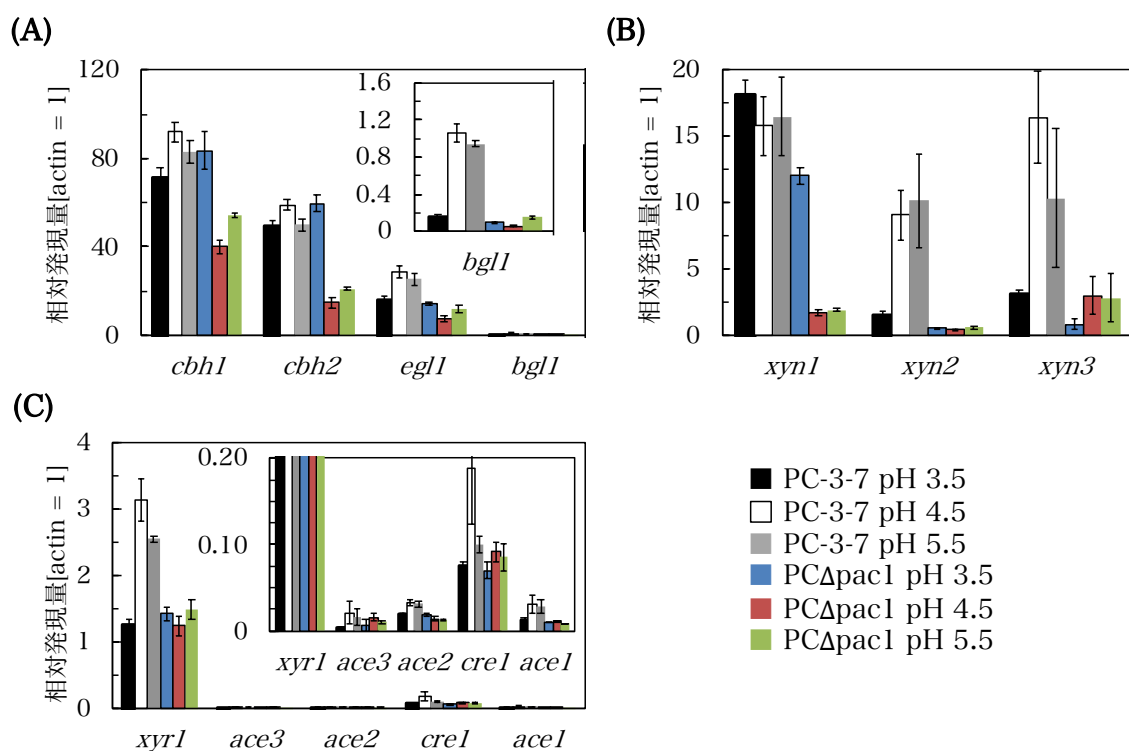 (A)
相対発現量[actin = 1]
120
80
40
0
1.6
1.2
0.8
0.4
0
bgl1
cbh1
cbh2
egl1
bgl1
(B)
相対発現量[actin = 1]
20
15
10
5
0
xyn1
xyn2
xyn3
(C)
相対発現量[actin = 1]
4
3
2
1
0
0.20
0.10
0
xyr1
ace3
ace2
cre1
ace1
xyr1
ace3
ace2
cre1
ace1
PC-3-7 pH 3.5
PC-3-7 pH 4.5
PC-3-7 pH 5.5
PCΔpac1 pH 3.5
PCΔpac1 pH 4.5
PCΔpac1 pH 5.5